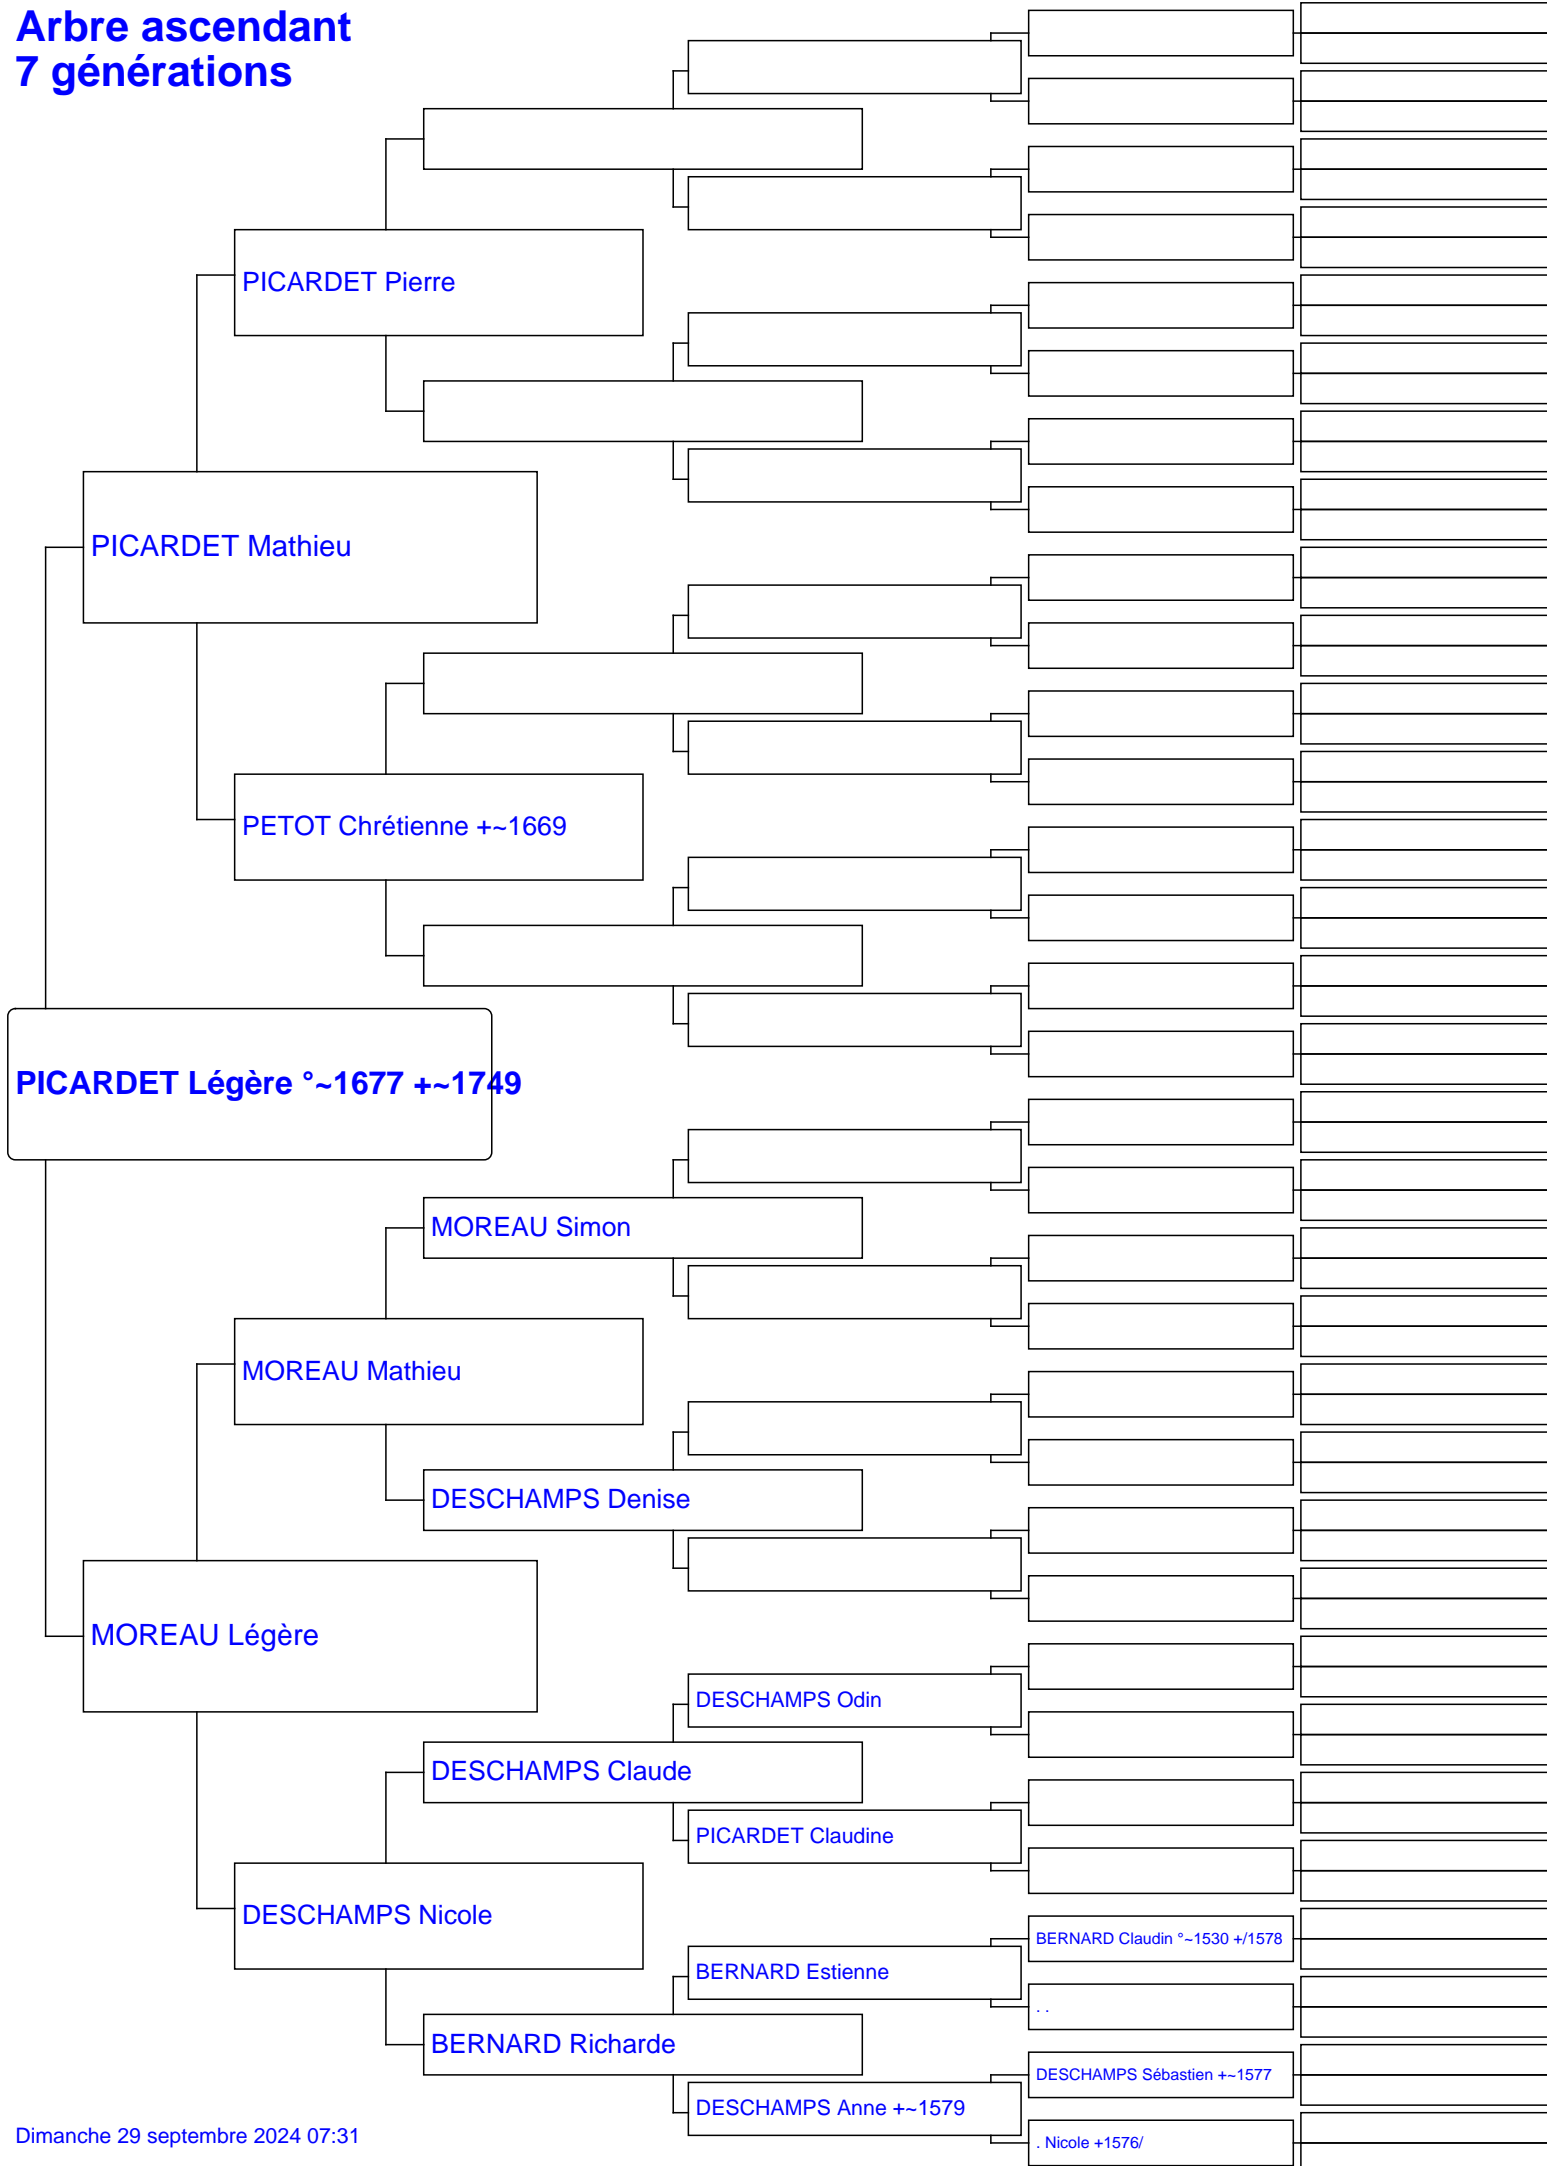 Arbre ascendant
7 générations
PICARDET Pierre
PICARDET Mathieu
PETOT Chrétienne +~1669
PICARDET Légère °~1677 +~1749
MOREAU Simon
MOREAU Mathieu
DESCHAMPS Denise
MOREAU Légère
DESCHAMPS Odin
DESCHAMPS Claude
PICARDET Claudine
DESCHAMPS Nicole
BERNARD Claudin °~1530 +/1578
BERNARD Estienne
. .
BERNARD Richarde
DESCHAMPS Sébastien +~1577
DESCHAMPS Anne +~1579
. Nicole +1576/
Dimanche 29 septembre 2024 07:31